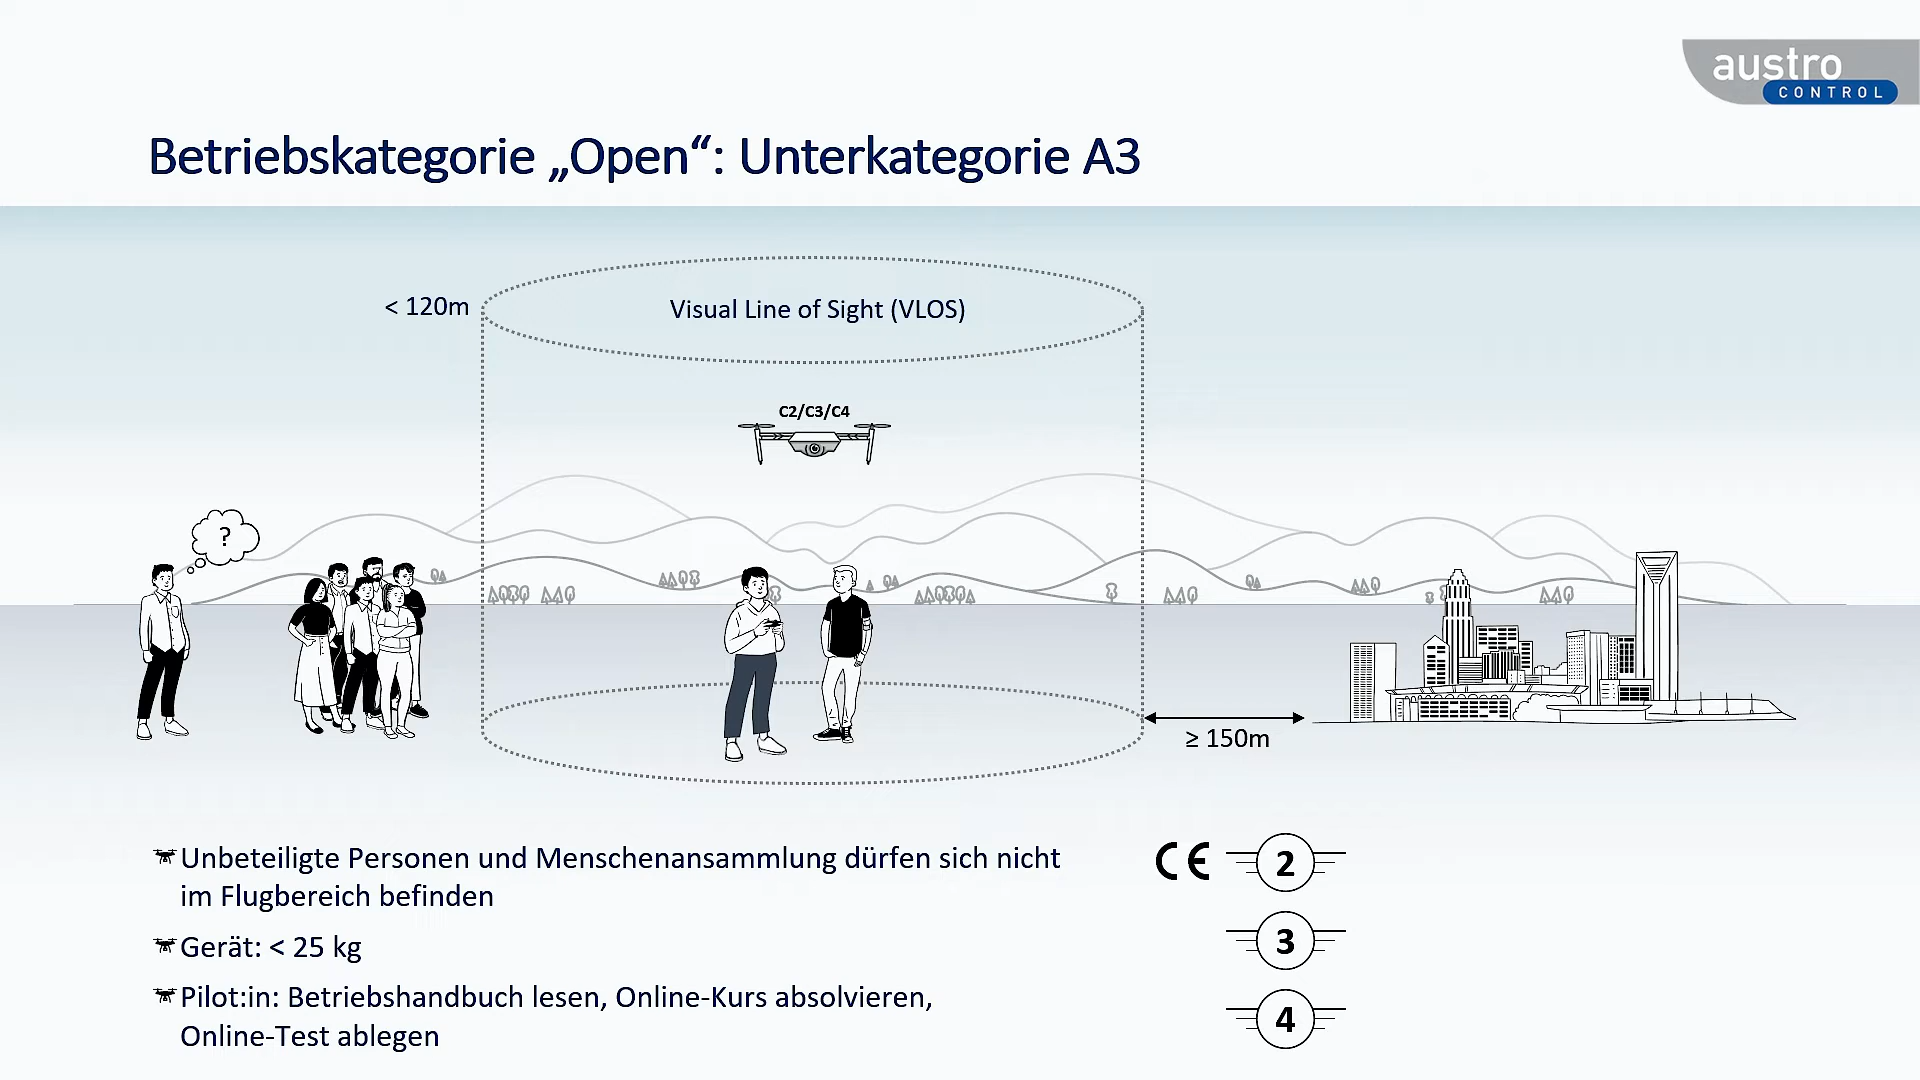 austro
CONTROL
Betriebskategorie „Open“: Unterkategorie A3
< 120m
Visual Line of Sight (VLOS)
C2/C3/C4
?
≥ 150m
Unbeteiligte Personen und Menschenansammlung dürfen sich nicht
im Flugbereich befinden
Gerät: < 25 kg
Pilot:in: Betriebshandbuch lesen, Online-Kurs absolvieren,
Online-Test ablegen
CE 2
3
4